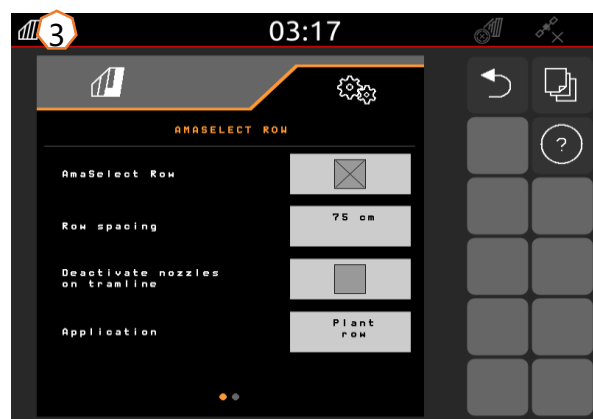 3
03:17
AMASELECT ROW
AmaSelect Row
Row spacing
75 cm
Deactivate nozzles
on tramline
Application
Plant
row
?